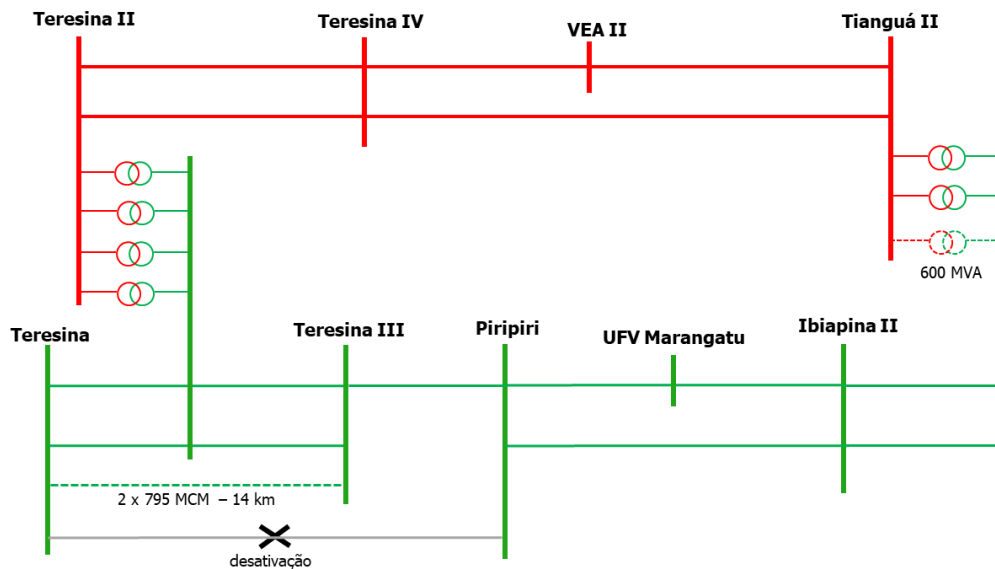 Teresina II
Teresina IV
VEA II
Tianguá II
600 MVA
Teresina
Teresina III
Piripiri
UFV Marangatu
Ibiapina II
2 x 795 MCM – 14 km
desativação